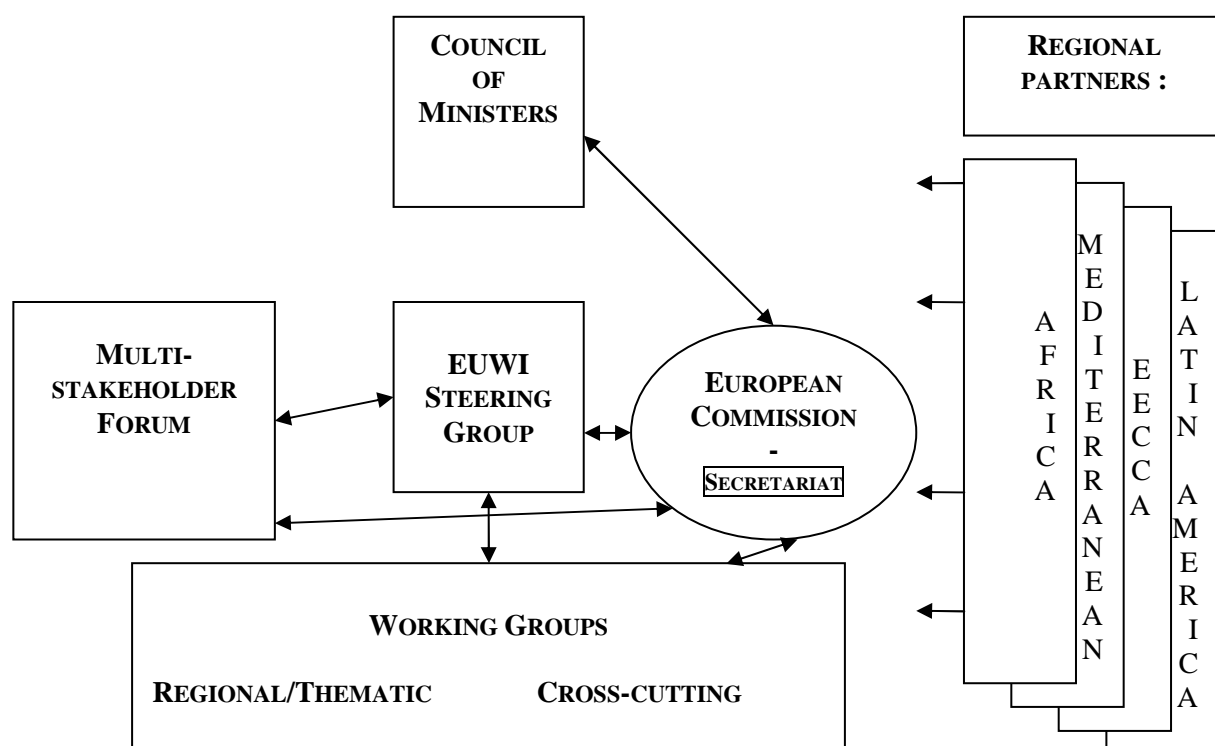 COUNCIL
OF
MINISTERS
REGIONAL
PARTNERS :
MULTI-
STAKEHOLDER
FORUM
EUWI
STEERING
GROUP
EUROPEAN
COMMISSION
-
SECRETARIAT
AFRICA
MEDITERRANEAN
EECCA
LATIN AMERICA
WORKING GROUPS
REGIONAL/THEMATIC CROSS-CUTTING